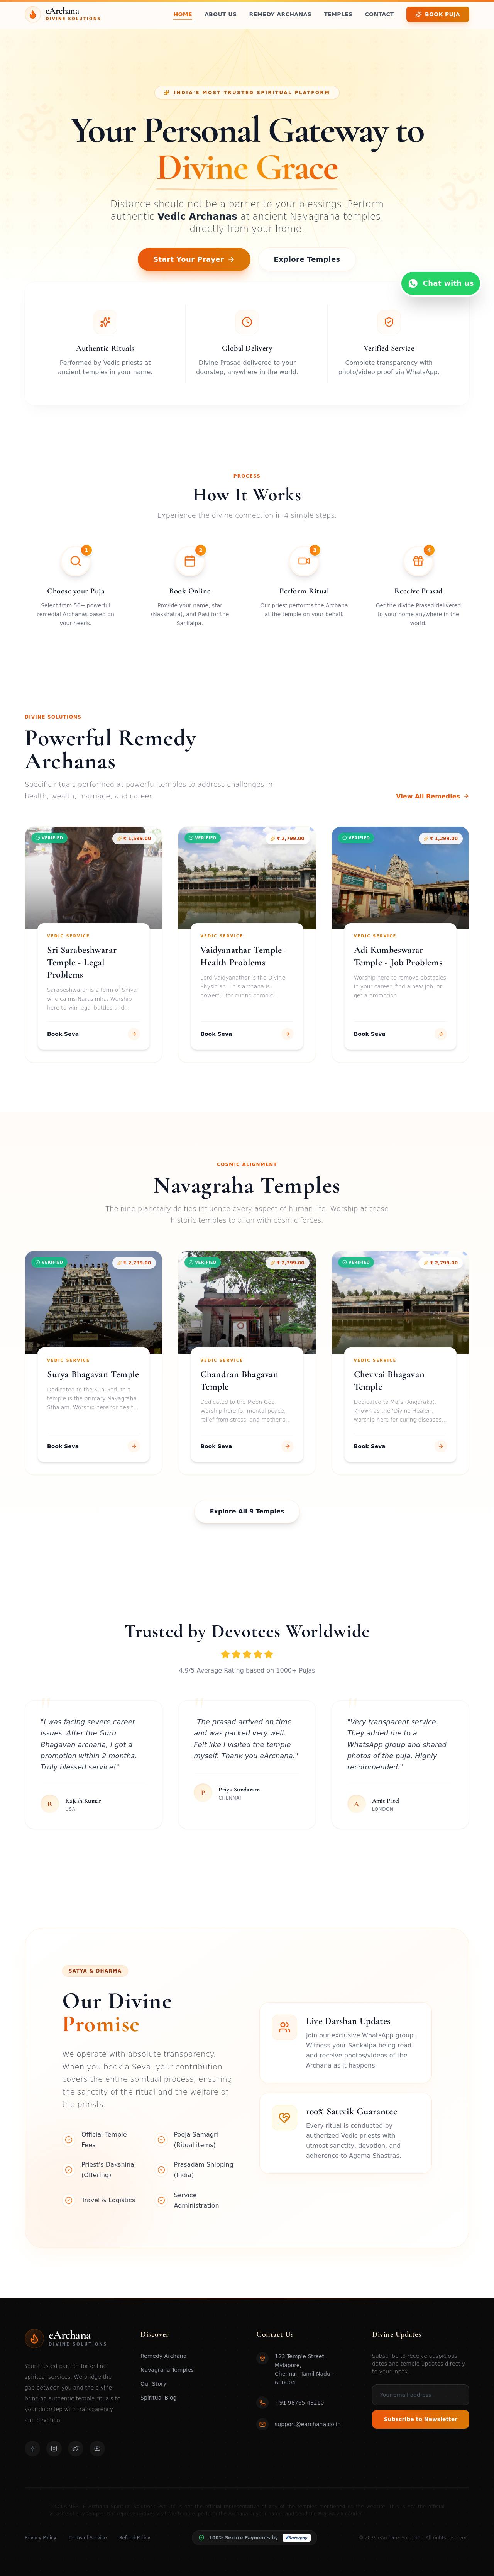 eArchana
DIVINE SOLUTIONS
HOME
ABOUT US
REMEDY ARCHANAS
TEMPLES
CONTACT
BOOK PUJA
INDIA'S MOST TRUSTED SPIRITUAL PLATFORM
Your Personal Gateway to
Divine Grace
Distance should not be a barrier to your blessings. Perform
authentic Vedic Archanas at ancient Navagraha temples,
directly from your home.
Start Your Prayer
Explore Temples
Chat with us
Authentic Rituals
Performed by Vedic priests at
ancient temples in your name.
Global Delivery
Divine Prasad delivered to your
doorstep, anywhere in the world.
Verified Service
Complete transparency with
photo/video proof via WhatsApp.
PROCESS
How It Works
Experience the divine connection in 4 simple steps.
1
Choose your Puja
Select from 50+ powerful
remedial Archanas based on
your needs.
2
Book Online
Provide your name, star
(Nakshatra), and Rasi for the
Sankalpa.
3
Perform Ritual
Our priest performs the Archana
at the temple on your behalf.
4
Receive Prasad
Get the divine Prasad delivered
to your home anywhere in the
world.
DIVINE SOLUTIONS
Powerful Remedy
Archanas
Specific rituals performed at powerful temples to address challenges in
health, wealth, marriage, and career.
View All Remedies
VERIFIED
₹ 1,599.00
VEDIC SERVICE
Sri Sarabeshwarar
Temple - Legal
Problems
Sarabeshwarar is a form of Shiva
who calms Narasimha. Worship
here to win legal battles and...
Book Seva
VERIFIED
₹ 2,799.00
VEDIC SERVICE
Vaidyanathar Temple -
Health Problems
Lord Vaidyanathar is the Divine
Physician. This archana is
powerful for curing chronic...
Book Seva
VERIFIED
₹ 1,299.00
VEDIC SERVICE
Adi Kumbeswarar
Temple - Job Problems
Worship here to remove obstacles
in your career, find a new job, or
get a promotion.
Book Seva
COSMIC ALIGNMENT
Navagraha Temples
The nine planetary deities influence every aspect of human life. Worship at these
historic temples to align with cosmic forces.
VERIFIED
₹ 2,799.00
VEDIC SERVICE
Surya Bhagavan Temple
Dedicated to the Sun God, this
temple is the primary Navagraha
Sthalam. Worship here for healt...
Book Seva
VERIFIED
₹ 2,799.00
VEDIC SERVICE
Chandran Bhagavan
Temple
Dedicated to the Moon God.
Worship here for mental peace,
relief from stress, and mother's...
Book Seva
VERIFIED
₹ 2,799.00
VEDIC SERVICE
Chevvai Bhagavan
Temple
Dedicated to Mars (Angaraka).
Known as the "Divine Healer",
worship here for curing diseases...
Book Seva
Explore All 9 Temples
Trusted by Devotees Worldwide
4.9/5 Average Rating based on 1000+ Pujas
"I was facing severe career
issues. After the Guru
Bhagavan archana, I got a
promotion within 2 months.
Truly blessed service!"
R
Rajesh Kumar
USA
"The prasad arrived on time
and was packed very well.
Felt like I visited the temple
myself. Thank you eArchana."
P
Priya Sundaram
CHENNAI
"Very transparent service.
They added me to a
WhatsApp group and shared
photos of the puja. Highly
recommended."
A
Amit Patel
LONDON
SATYA & DHARMA
Our Divine
Promise
We operate with absolute transparency.
When you book a Seva, your contribution
covers the entire spiritual process, ensuring
the sanctity of the ritual and the welfare of
the priests.
Official Temple
Fees
Pooja Samagri
(Ritual items)
Priest's Dakshina
(Offering)
Prasadam Shipping
(India)
Travel & Logistics
Service
Administration
Live Darshan Updates
Join our exclusive WhatsApp group.
Witness your Sankalpa being read
and receive photos/videos of the
Archana as it happens.
100% Sattvik Guarantee
Every ritual is conducted by
authorized Vedic priests with
utmost sanctity, devotion, and
adherence to Agama Shastras.
eArchana
DIVINE SOLUTIONS
Your trusted partner for online
spiritual services. We bridge the
gap between you and the divine,
bringing authentic temple rituals to
your doorstep with transparency
and devotion.
Discover
Remedy Archana
Navagraha Temples
Our Story
Spiritual Blog
Contact Us
123 Temple Street,
Mylapore,
Chennai, Tamil Nadu -
600004
+91 98765 43210
support@earchana.co.in
Divine Updates
Subscribe to receive auspicious
dates and temple updates directly
to your inbox.
Your email address
Subscribe to Newsletter
Privacy Policy
Terms of Service
Refund Policy
100% Secure Payments by
Razorpay
© 2026 eArchana Solutions. All rights reserved.